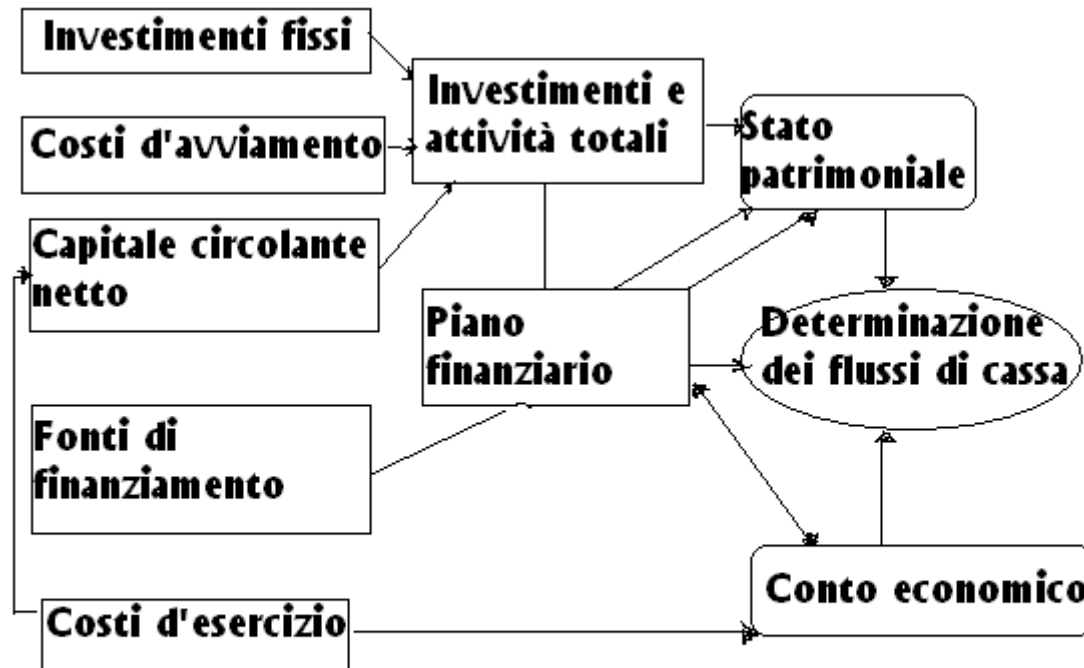 Investimenti fissi
Costi d'avviamento
Investimenti e
attività totali
Stato
patrimoniale
Capitale circolante
netto
Piano
finanziario
Determinazione
dei flussi di cassa
Fonti di
finanziamento
Conto economico
Costi d'esercizio